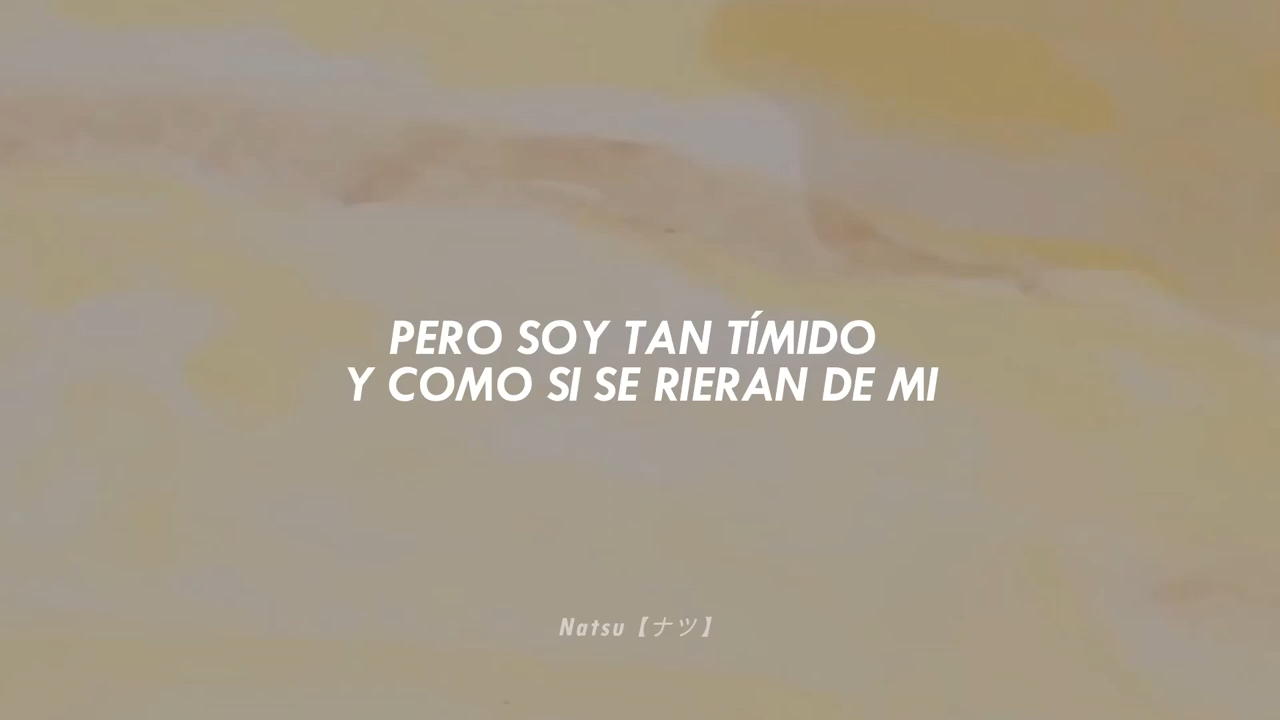 PERO SOY TAN TÍMIDO
Y COMO SI SE RIERAN DE MI
Natsu【ナツ】